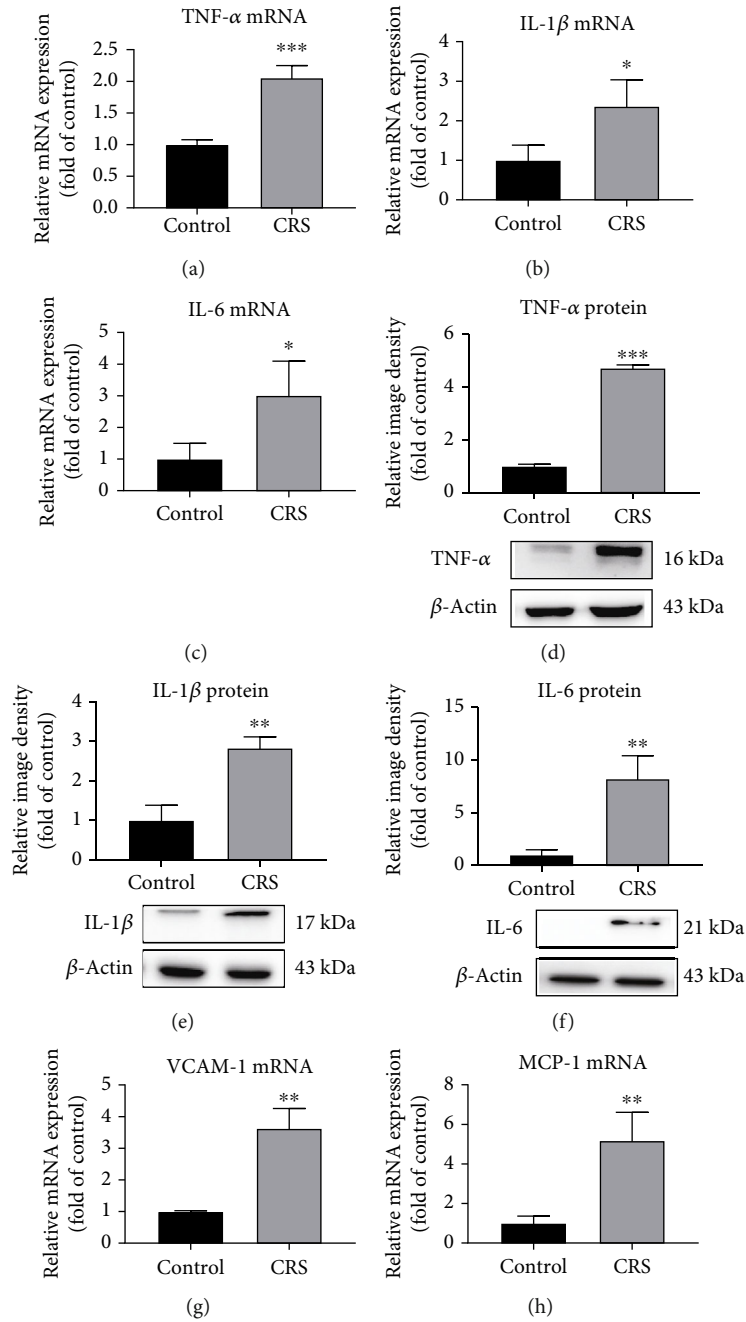 TNF-α mRNA
Relative mRNA expression
(fold of control)
2.5
2.0
1.5
1.0
0.5
0.0
***
Control
CRS
(a)
IL-1β mRNA
Relative mRNA expression
(fold of control)
4
3
2
1
0
*
Control
CRS
(b)
IL-6 mRNA
Relative mRNA expression
(fold of control)
5
4
3
2
1
0
*
Control
CRS
(c)
TNF-α protein
Relative image density
(fold of control)
6
4
2
0
***
Control
CRS
TNF-α
16 kDa
β-Actin
43 kDa
(d)
IL-1β protein
Relative image density
(fold of control)
4
3
2
1
0
**
Control
CRS
IL-1β
17 kDa
β-Actin
43 kDa
(e)
IL-6 protein
Relative image density
(fold of control)
15
10
5
0
**
Control
CRS
IL-6
21 kDa
β-Actin
43 kDa
(f)
VCAM-1 mRNA
Relative mRNA expression
(fold of control)
5
4
3
2
1
0
**
Control
CRS
(g)
MCP-1 mRNA
Relative mRNA expression
(fold of control)
8
6
4
2
0
**
Control
CRS
(h)